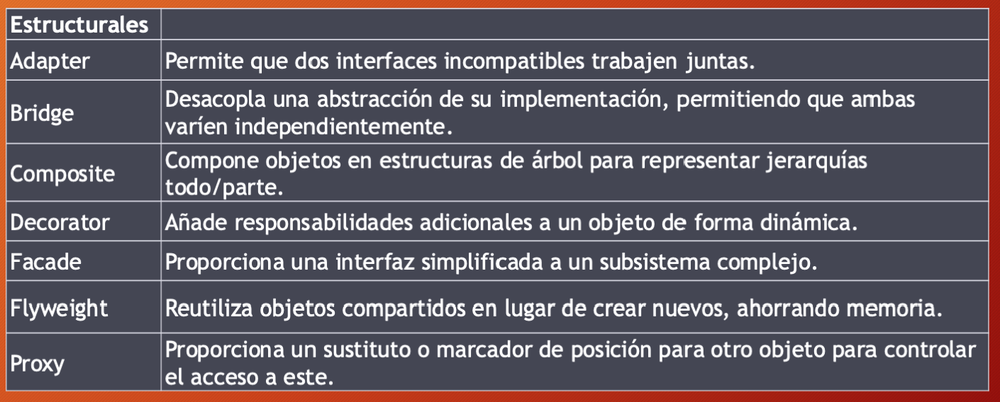 Estructurales
Adapter
Permite que dos interfaces incompatibles trabajen juntas.
Bridge
Desacopla una abstracción de su implementación, permitiendo que ambas
varíen independientemente.
Composite
Compone objetos en estructuras de árbol para representar jerarquías
todo/parte.
Decorator
Añade responsabilidades adicionales a un objeto de forma dinámica.
Facade
Proporciona una interfaz simplificada a un subsistema complejo.
Flyweight
Reutiliza objetos compartidos en lugar de crear nuevos, ahorrando memoria.
Proxy
Proporciona un sustituto o marcador de posición para otro objeto para controlar
el acceso a este.